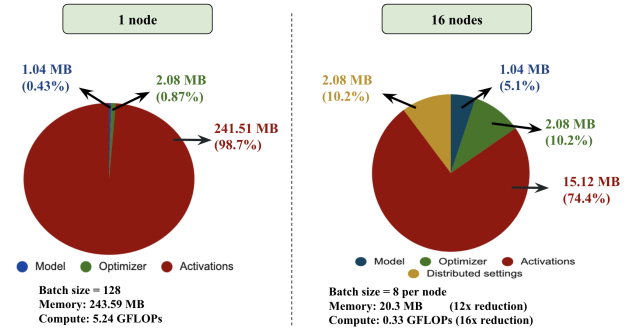 1 node
1.04 MB
(0.43%)
2.08 MB
(0.87%)
241.51 MB
(98.7%)
Model
Optimizer
Activations
Batch size = 128
Memory: 243.59 MB
Compute: 5.24 GFLOPs
16 nodes
2.08 MB
(10.2%)
1.04 MB
(5.1%)
2.08 MB
(10.2%)
15.12 MB
(74.4%)
Model
Optimizer
Activations
Distributed settings
Batch size = 8 per node
Memory: 20.3 MB (12x reduction)
Compute: 0.33 GFLOPs (16x reduction)